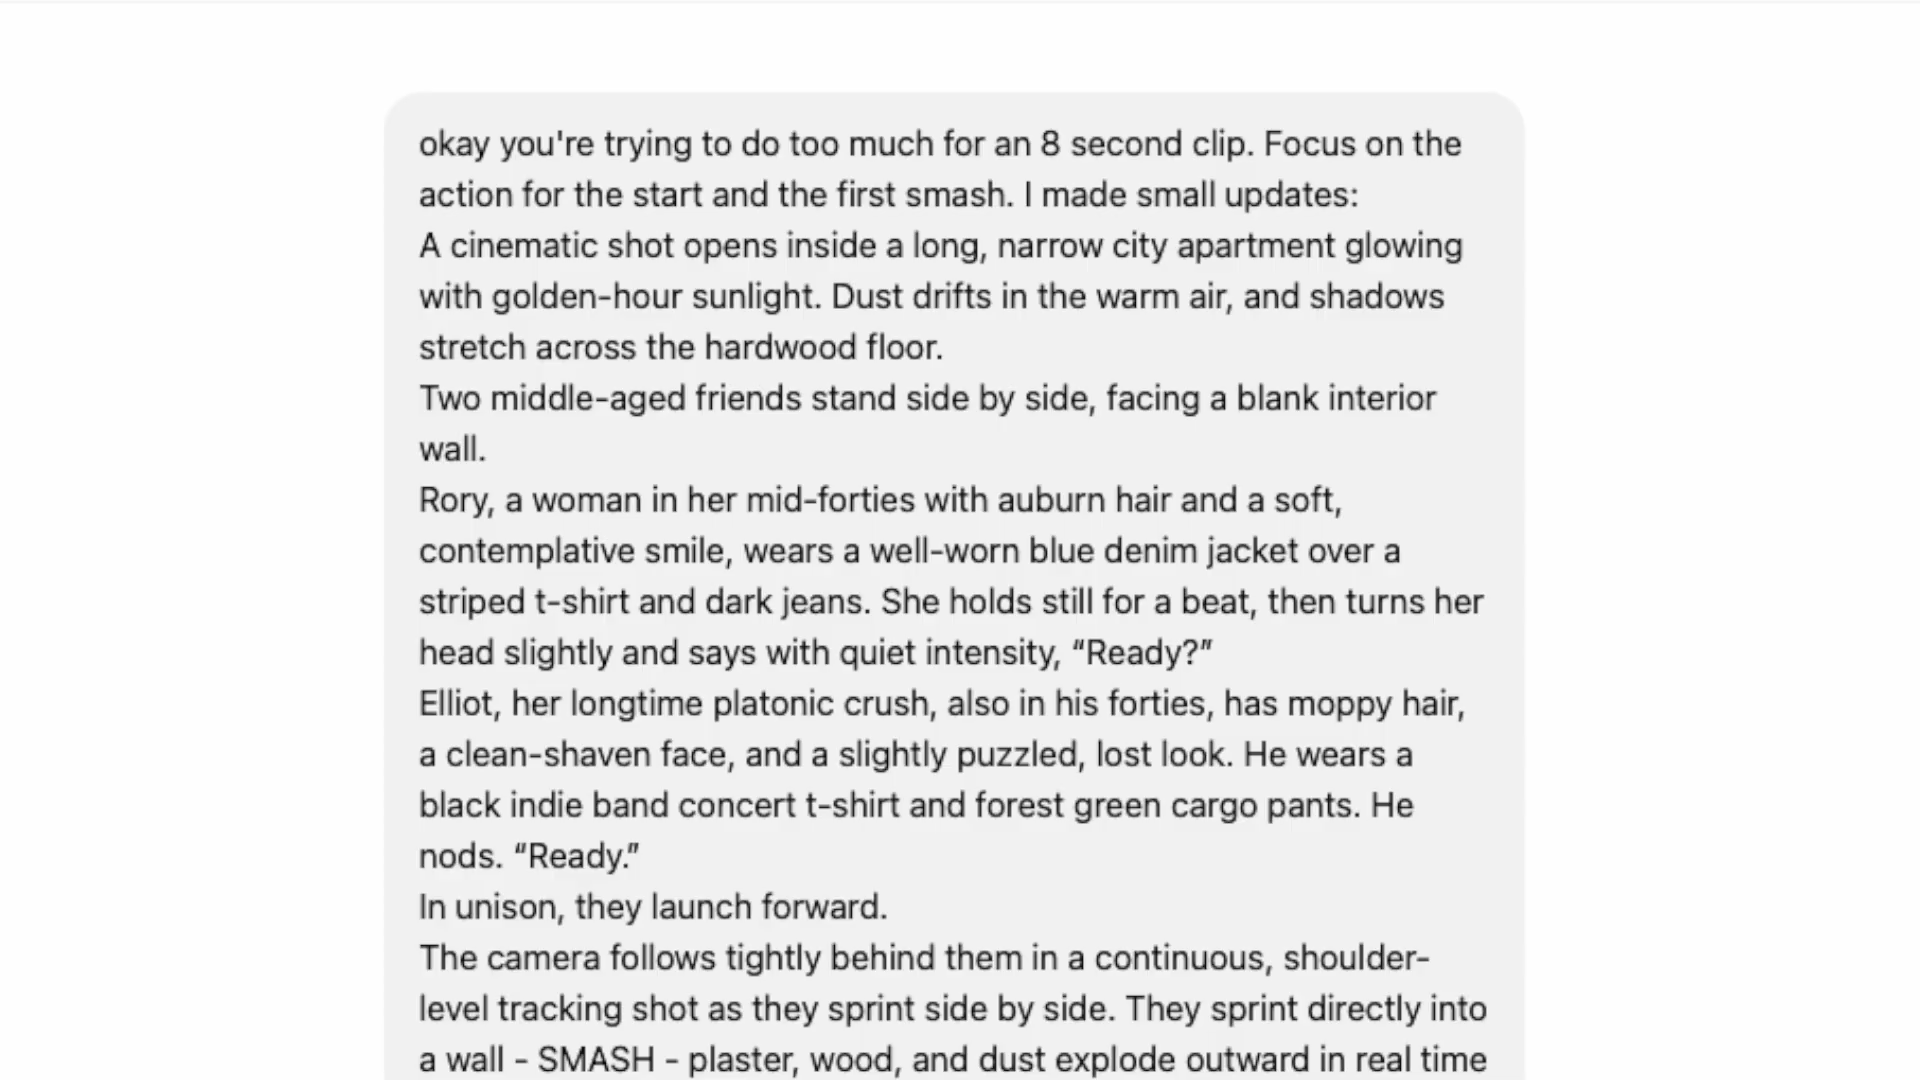 okay you're trying to do too much for an 8 second clip. Focus on the
action for the start and the first smash. I made small updates:
A cinematic shot opens inside a long, narrow city apartment glowing
with golden-hour sunlight. Dust drifts in the warm air, and shadows
stretch across the hardwood floor.
Two middle-aged friends stand side by side, facing a blank interior
wall.
Rory, a woman in her mid-forties with auburn hair and a soft,
contemplative smile, wears a well-worn blue denim jacket over a
striped t-shirt and dark jeans. She holds still for a beat, then turns her
head slightly and says with quiet intensity, “Ready?”
Elliot, her longtime platonic crush, also in his forties, has moppy hair,
a clean-shaven face, and a slightly puzzled, lost look. He wears a
black indie band concert t-shirt and forest green cargo pants. He
nods. “Ready.”
In unison, they launch forward.
The camera follows tightly behind them in a continuous, shoulder-
level tracking shot as they sprint side by side. They sprint directly into
a wall - SMASH - plaster, wood, and dust explode outward in real time